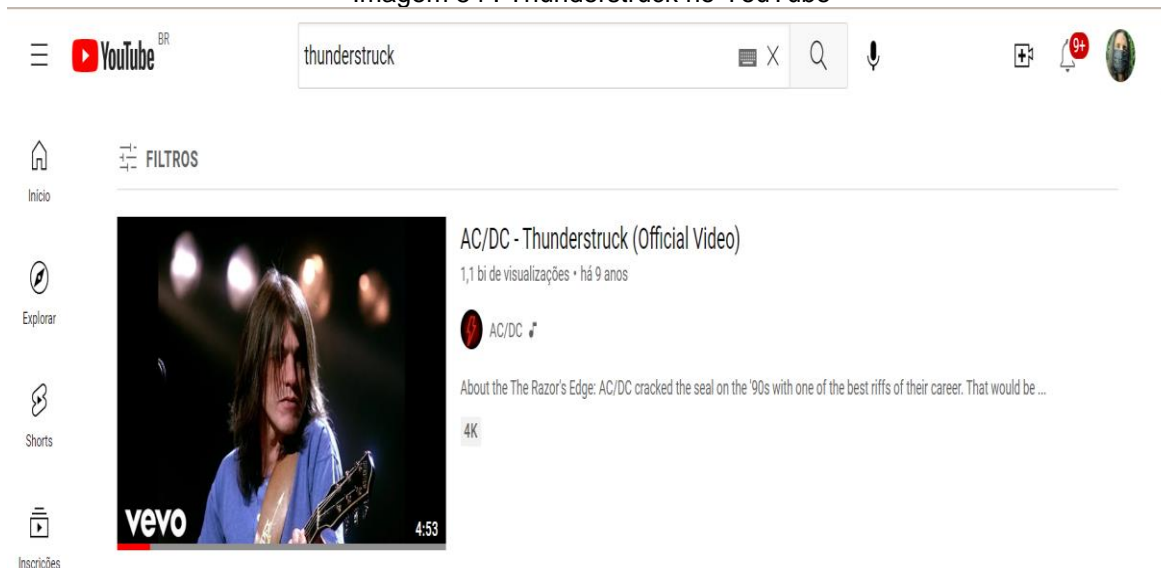 Imagem 34 : Thunderstruck no YouTube
YouTube BR
thunderstruck
9+
FILTROS
Início
Explorar
Shorts
Inscrições
AC/DC - Thunderstruck (Official Video)
1,1 bi de visualizações • há 9 anos
AC/DC
About the The Razor's Edge: AC/DC cracked the seal on the '90s with one of the best riffs of their career. That would be ...
4K
vevo
4:53